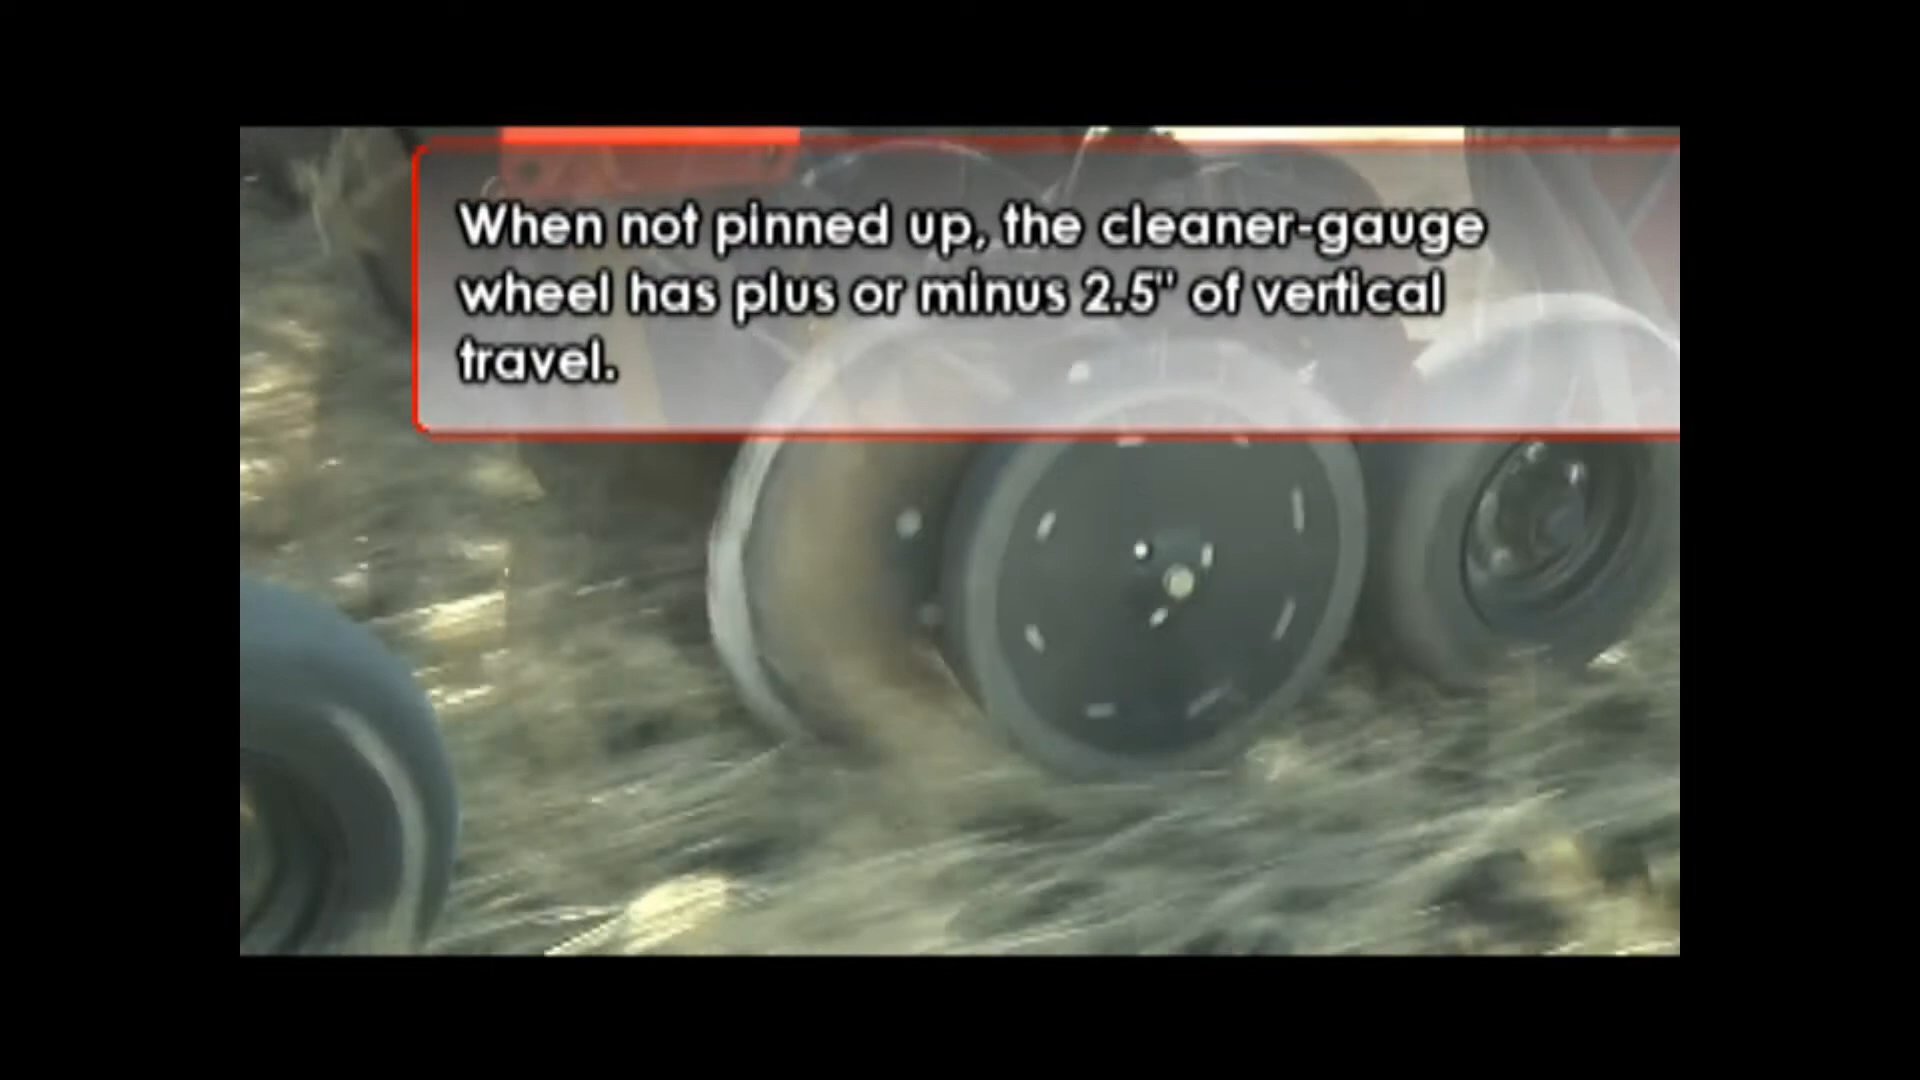 When not pinned up, the cleaner-gauge
wheel has plus or minus 2.5" of vertical
travel.